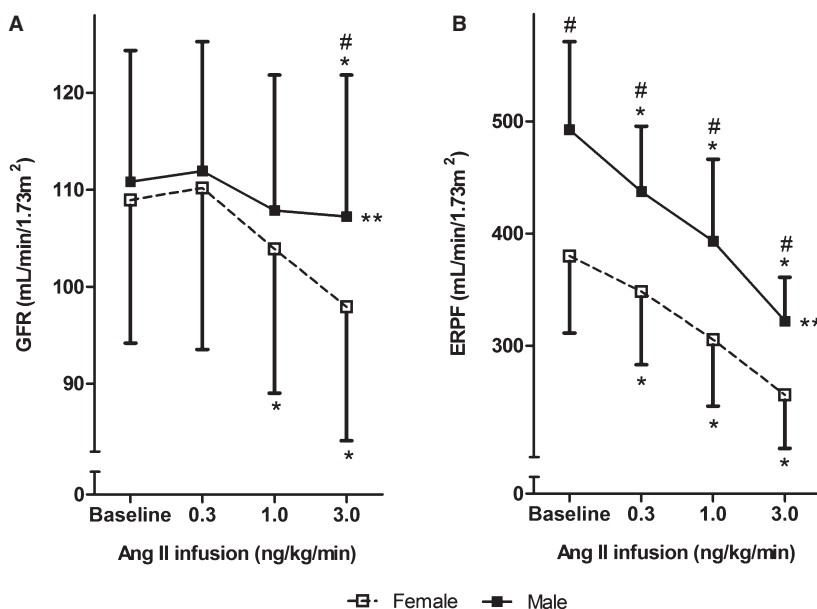 A
GFR (mL/min/1.73m²)
120
110
100
90
0
#
*
**
*
*
Baseline 0.3 1.0 3.0
Ang II infusion (ng/kg/min)
B
ERPF (mL/min/1.73m²)
500
400
300
0
#
#
*
#
*
#
*
**
*
*
*
Baseline 0.3 1.0 3.0
Ang II infusion (ng/kg/min)
Female Male